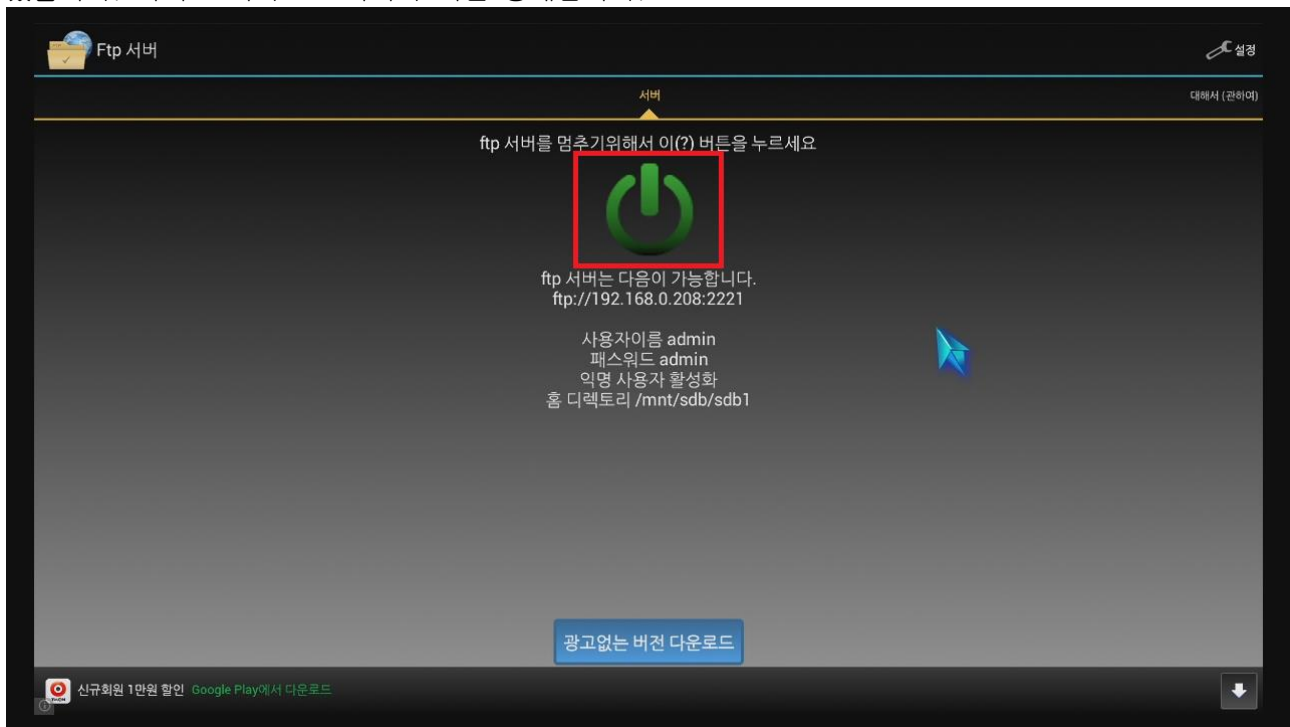 Ftp 서버
설정
서버
대해서 (관하여)
ftp 서버를 멈추기위해서 이(?) 버튼을 누르세요
ftp 서버는 다음이 가능합니다.
ftp://192.168.0.208:2221
사용자이름 admin
패스워드 admin
익명 사용자 활성화
홈 디렉토리 /mnt/sdb/sdb1
광고없는 버전 다운로드
신규회원 1만원 할인 Google Play에서 다운로드